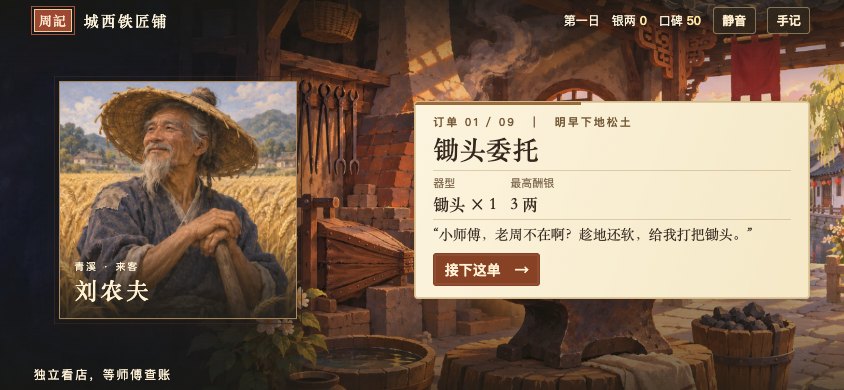 周記 城西铁匠铺
第一日 银两 0 口碑 50 静音 手记
订单 01 / 09 | 明早下地松土
锄头委托
器型 最高酬银
锄头 × 1 3 两
“小师傅，老周不在啊？趁地还软，给我打把锄头。”
接下这单 →
青溪 · 来客
刘农夫
独立看店，等师傅查账